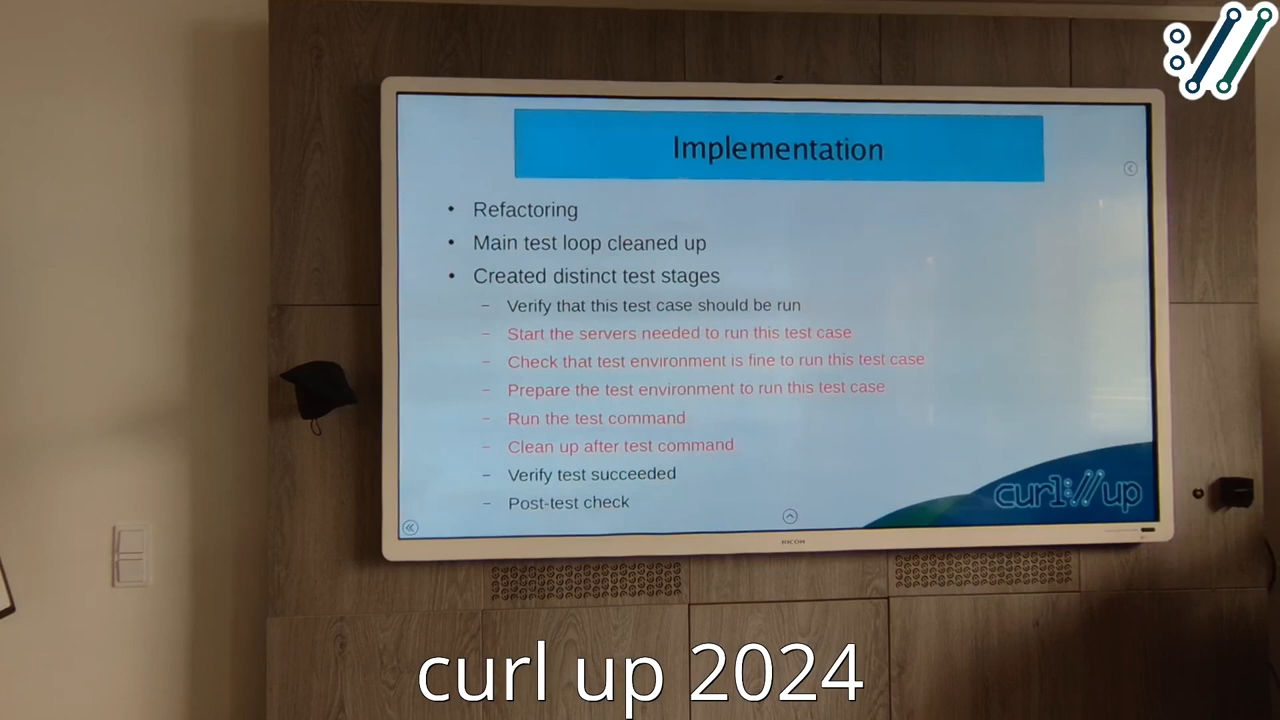 Implementation
• Refactoring
• Main test loop cleaned up
• Created distinct test stages
– Verify that this test case should be run
– Start the servers needed to run this test case
– Check that test environment is fine to run this test case
– Prepare the test environment to run this test case
– Run the test command
– Clean up after test command
– Verify test succeeded
– Post-test check
curl:// up
RICOH
curl up 2024